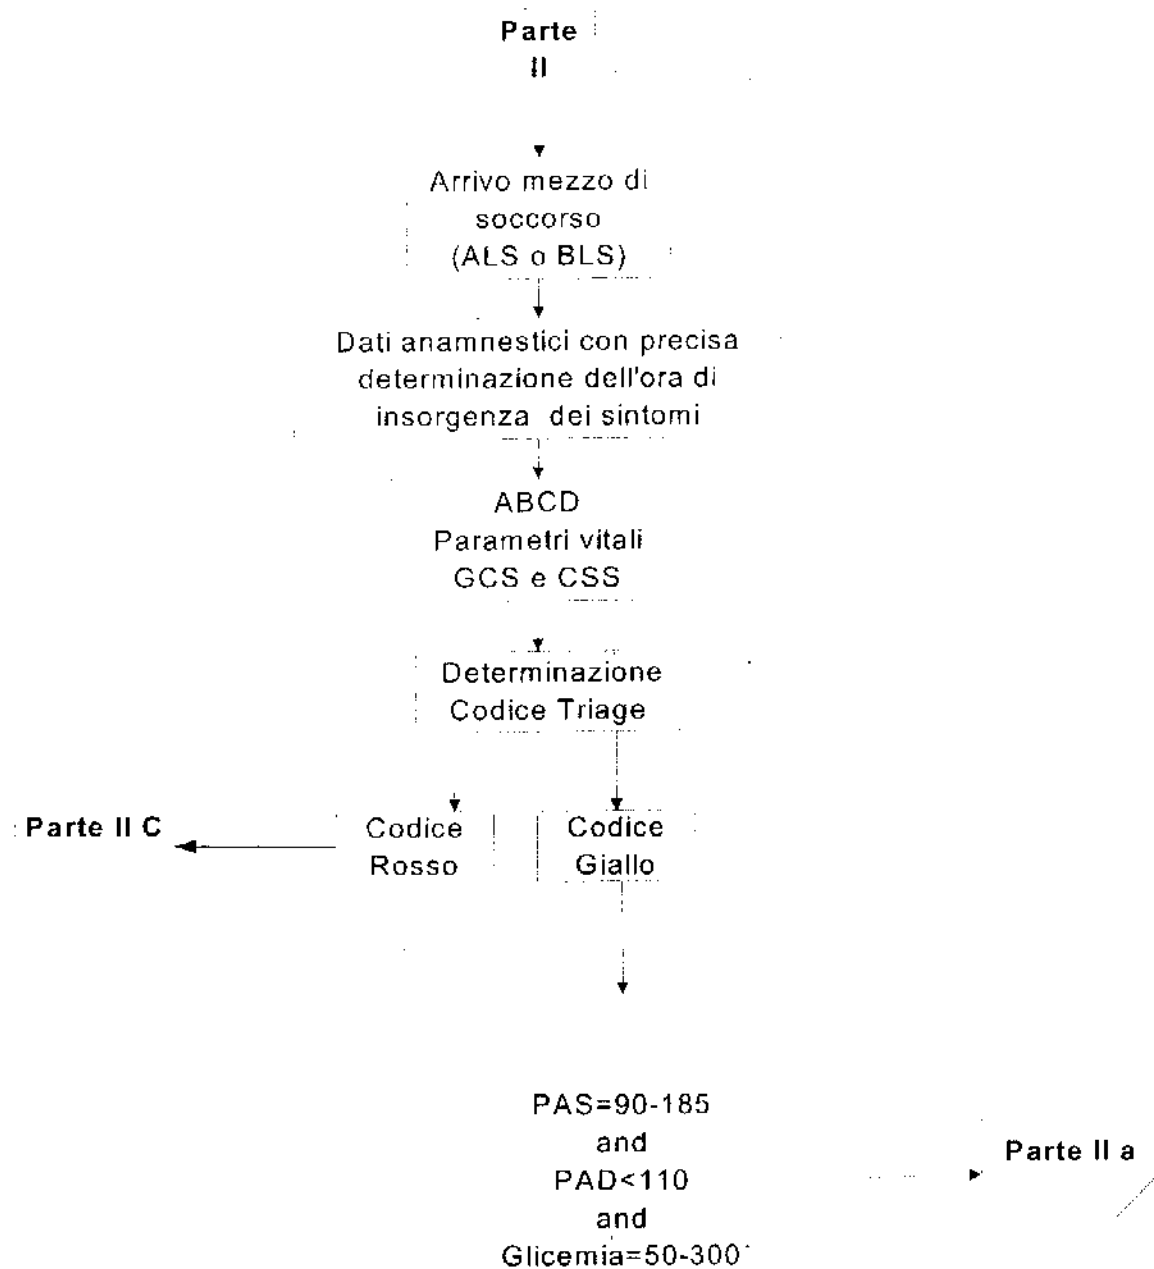 Parte
II
Arrivo mezzo di
soccorso
(ALS o BLS)
Dati anamnestici con precisa
determinazione dell'ora di
insorgenza dei sintomi
ABCD
Parametri vitali
GCS e CSS
Determinazione
Codice Triage
Parte II C
Codice
Rosso
Codice
Giallo
PAS=90-185
and
PAD<110
and
Glicemia=50-300
Parte II a